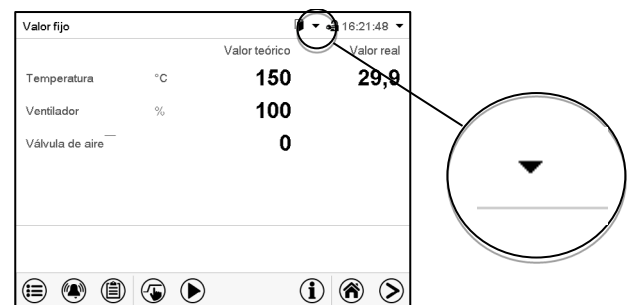 Valor fijo 16:21:48
Valor teórico Valor real
Temperatura °C 150 29,9
Ventilador % 100
Válvula de aire 0